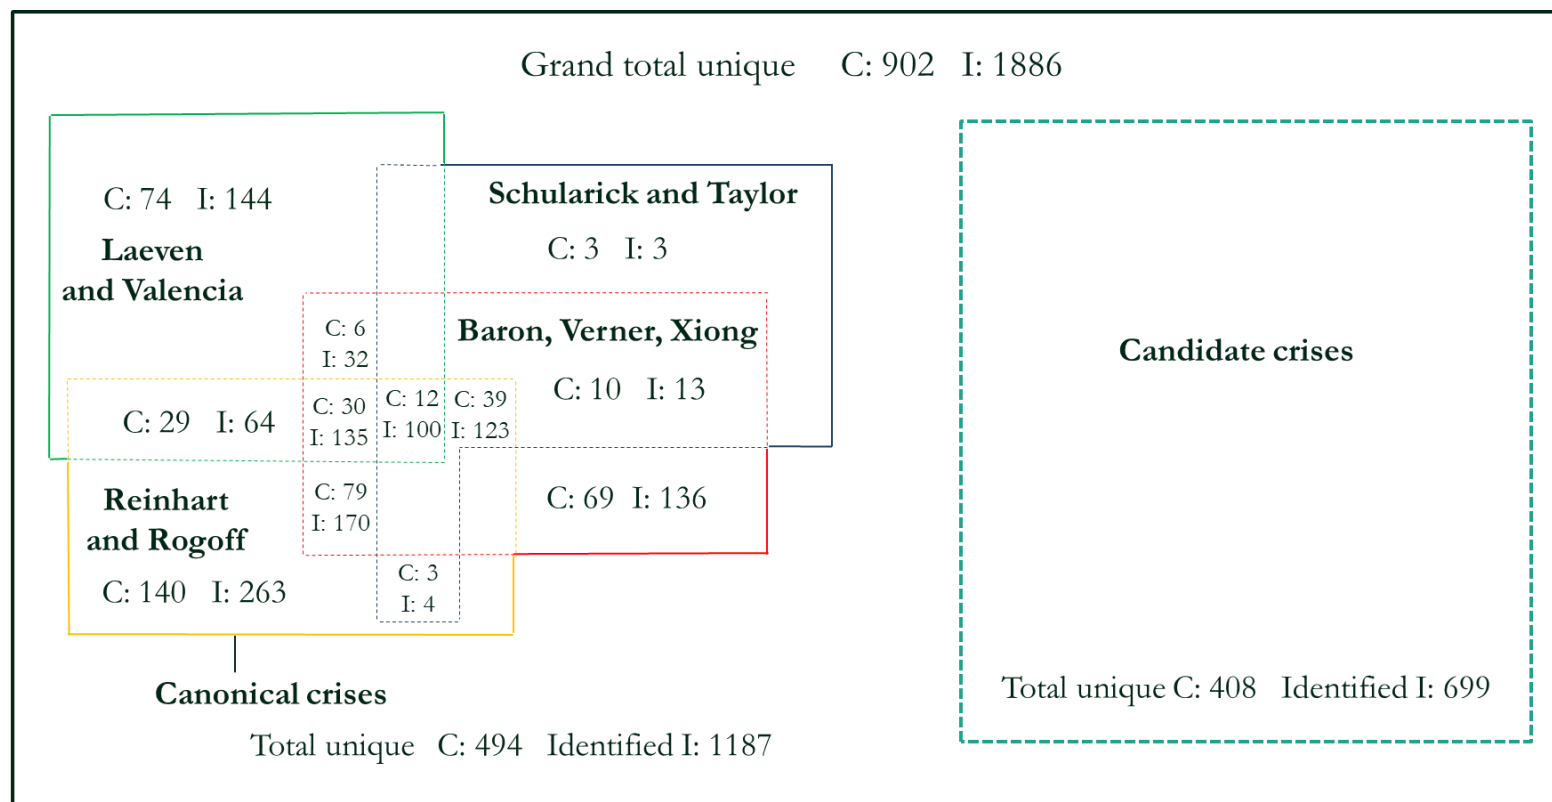 Grand total unique C: 902 I: 1886
C: 74 I: 144
Laeven
and Valencia
Schularick and Taylor
C: 3 I: 3
C: 6
I: 32
Baron, Verner, Xiong
C: 10 I: 13
C: 29 I: 64
C: 30
I: 135
C: 12
I: 100
C: 39
I: 123
Reinhart
and Rogoff
C: 140 I: 263
C: 79
I: 170
C: 69 I: 136
C: 3
I: 4
Canonical crises
Total unique C: 494 Identified I: 1187
Candidate crises
Total unique C: 408 Identified I: 699